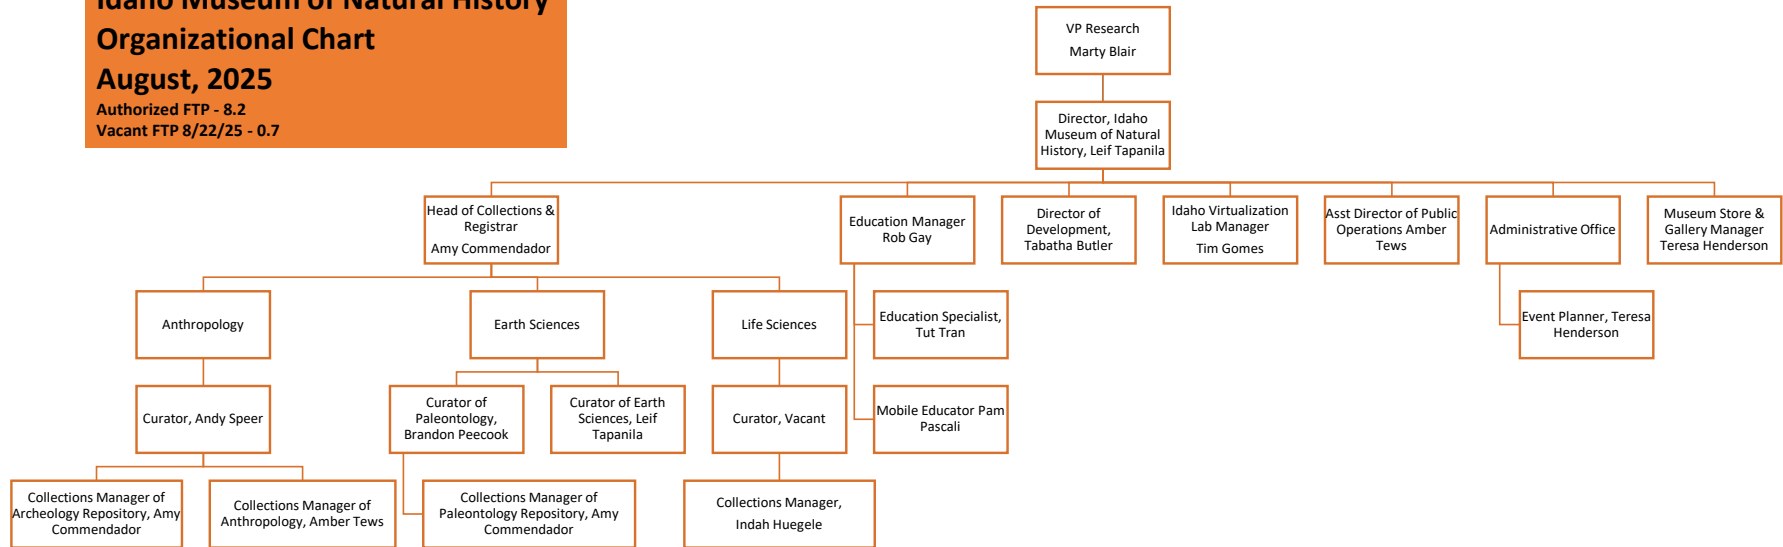 Idaho Museum of Natural History
Organizational Chart
August, 2025
Authorized FTP - 8.2
Vacant FTP 8/22/25 - 0.7
VP Research
Marty Blair
Director, Idaho
Museum of Natural
History, Leif Tapanila
Head of Collections &
Registrar
Amy Commendador
Education Manager
Rob Gay
Director of
Development,
Tabatha Butler
Idaho Virtualization
Lab Manager
Tim Gomes
Asst Director of Public
Operations Amber
Tews
Administrative Office
Museum Store &
Gallery Manager
Teresa Henderson
Anthropology
Earth Sciences
Life Sciences
Education Specialist,
Tut Tran
Event Planner, Teresa
Henderson
Curator, Andy Speer
Curator of
Paleontology,
Brandon Peecook
Curator of Earth
Sciences, Leif
Tapanila
Curator, Vacant
Mobile Educator Pam
Pascali
Collections Manager of
Archeology Repository, Amy
Commendador
Collections Manager of
Anthropology, Amber Tews
Collections Manager of
Paleontology Repository, Amy
Commendador
Collections Manager,
Indah Huegele